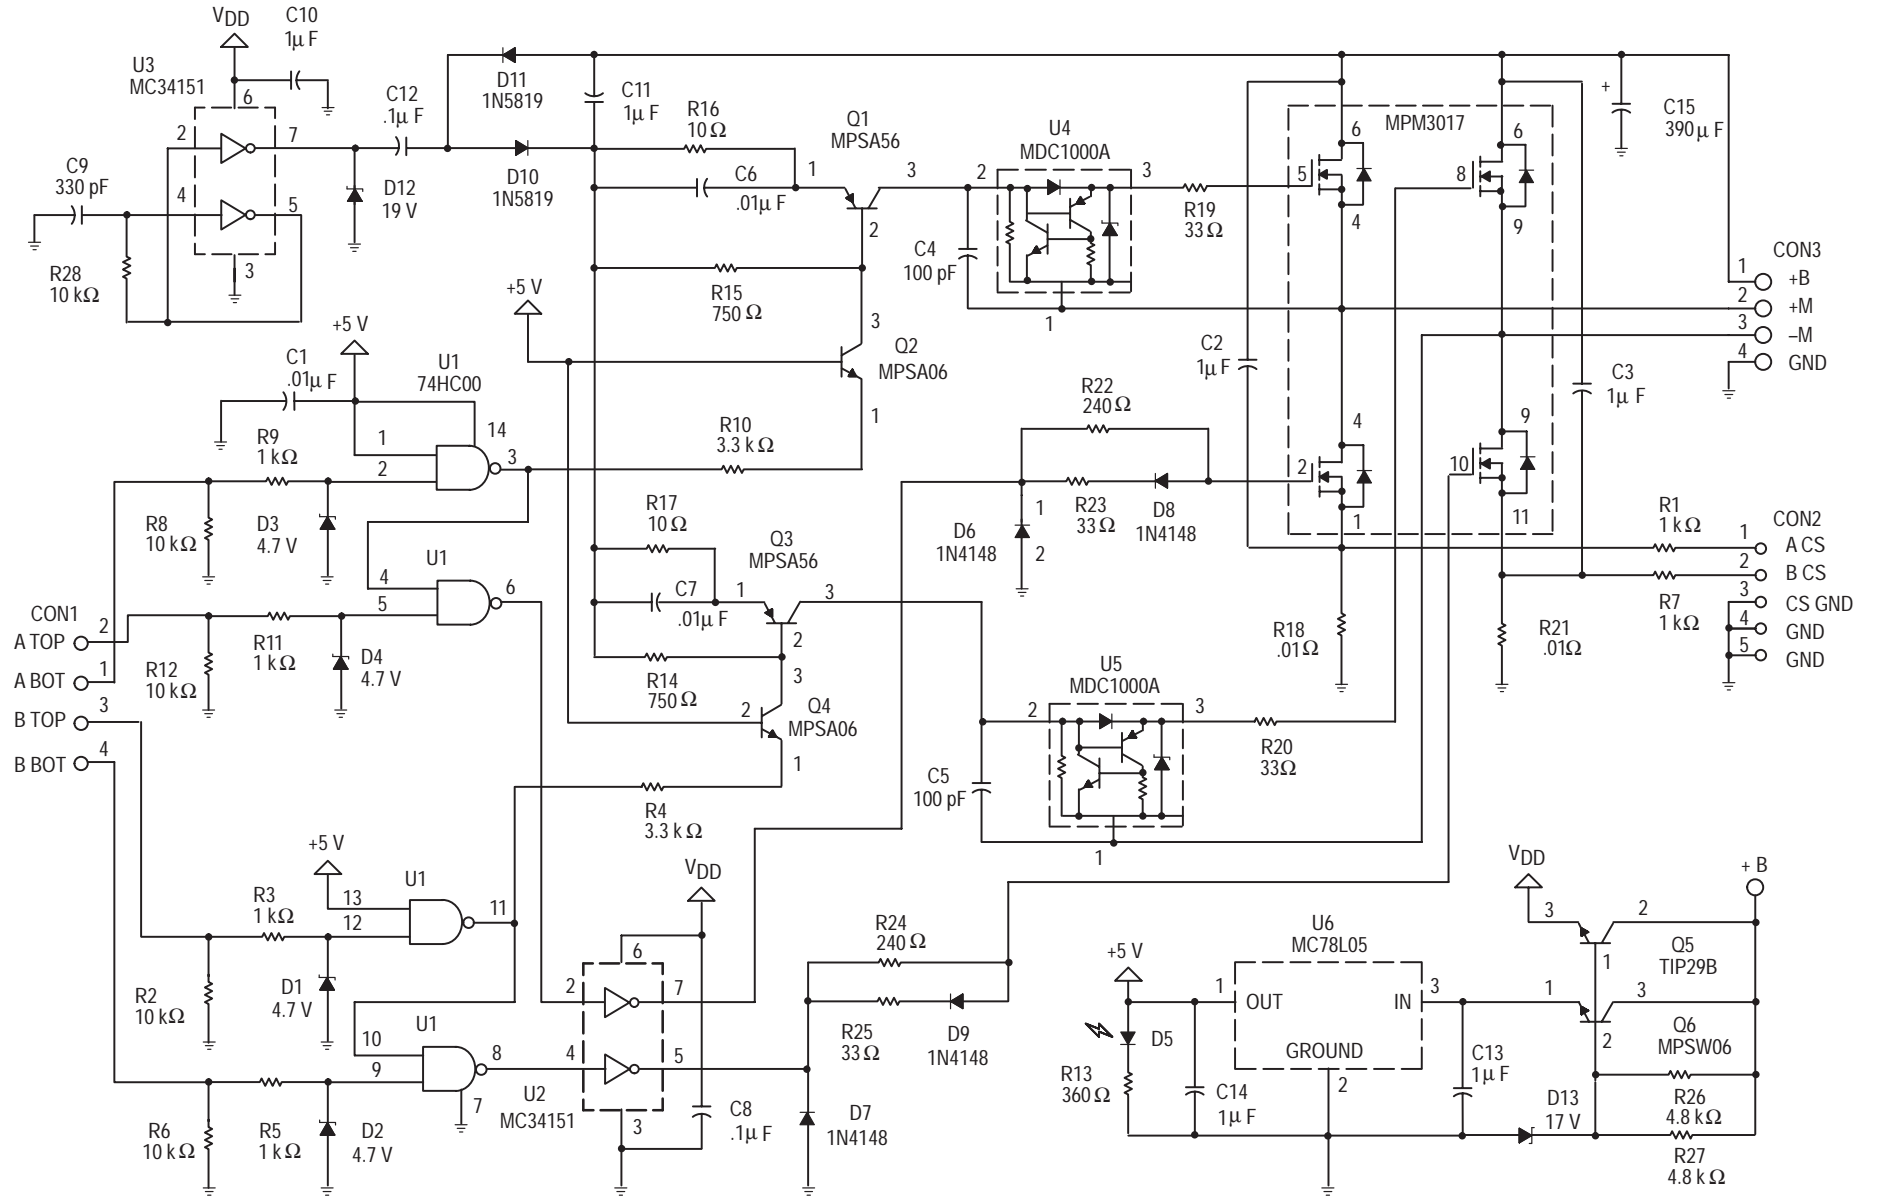 VDD
C10
1µ F
U3
MC34151
6
2
7
4
5
3
C9
330 pF
R28
10 kΩ
C12
.1µ F
D12
19 V
D11
1N5819
D10
1N5819
C11
1µ F
R16
10 Ω
C6
.01µ F
Q1
MPSA56
1
3
2
R15
750 Ω
+5 V
3
Q2
MPSA06
1
U4
MDC1000A
2
3
1
C4
100 pF
R19
33 Ω
MPM3017
6
5
4
6
8
9
C15
+
390 µ F
CON3
1
+B
2
+M
3
–M
4
GND
+5 V
C1
.01µ F
U1
74HC00
1
2
14
3
R9
1 kΩ
R8
10 kΩ
D3
4.7 V
R10
3.3 k Ω
U1
4
5
6
CON1
A TOP
2
A BOT
1
B TOP
3
B BOT
4
R11
1 kΩ
R12
10 kΩ
D4
4.7 V
R17
10 Ω
C7
.01µ F
Q3
MPSA56
1
3
2
R14
750 Ω
3
Q4
2
MPSA06
1
R4
3.3 k Ω
C2
1µ F
R22
240 Ω
R23
33 Ω
D8
1N4148
D6
1N4148
1
2
4
2
1
9
10
11
C3
1µ F
R1
1 kΩ
R7
1 kΩ
CON2
1
A CS
2
B CS
3
CS GND
4
GND
5
GND
R18
.01Ω
R21
.01Ω
U5
MDC1000A
2
3
1
C5
100 pF
R20
33Ω
+5 V
U1
13
12
11
R3
1 kΩ
R2
10 kΩ
D1
4.7 V
U1
10
9
8
7
R6
10 kΩ
R5
1 kΩ
D2
4.7 V
VDD
6
2
7
4
5
3
U2
MC34151
C8
.1µ F
R24
240 Ω
R25
33 Ω
D9
1N4148
D7
1N4148
+5 V
D5
R13
360 Ω
C14
1µ F
U6
MC78L05
1
OUT
IN
3
GROUND
2
C13
1µ F
D13
17 V
VDD
3
2
Q5
1
TIP29B
1
3
Q6
2
MPSW06
+ B
R26
4.8 kΩ
R27
4.8 k Ω